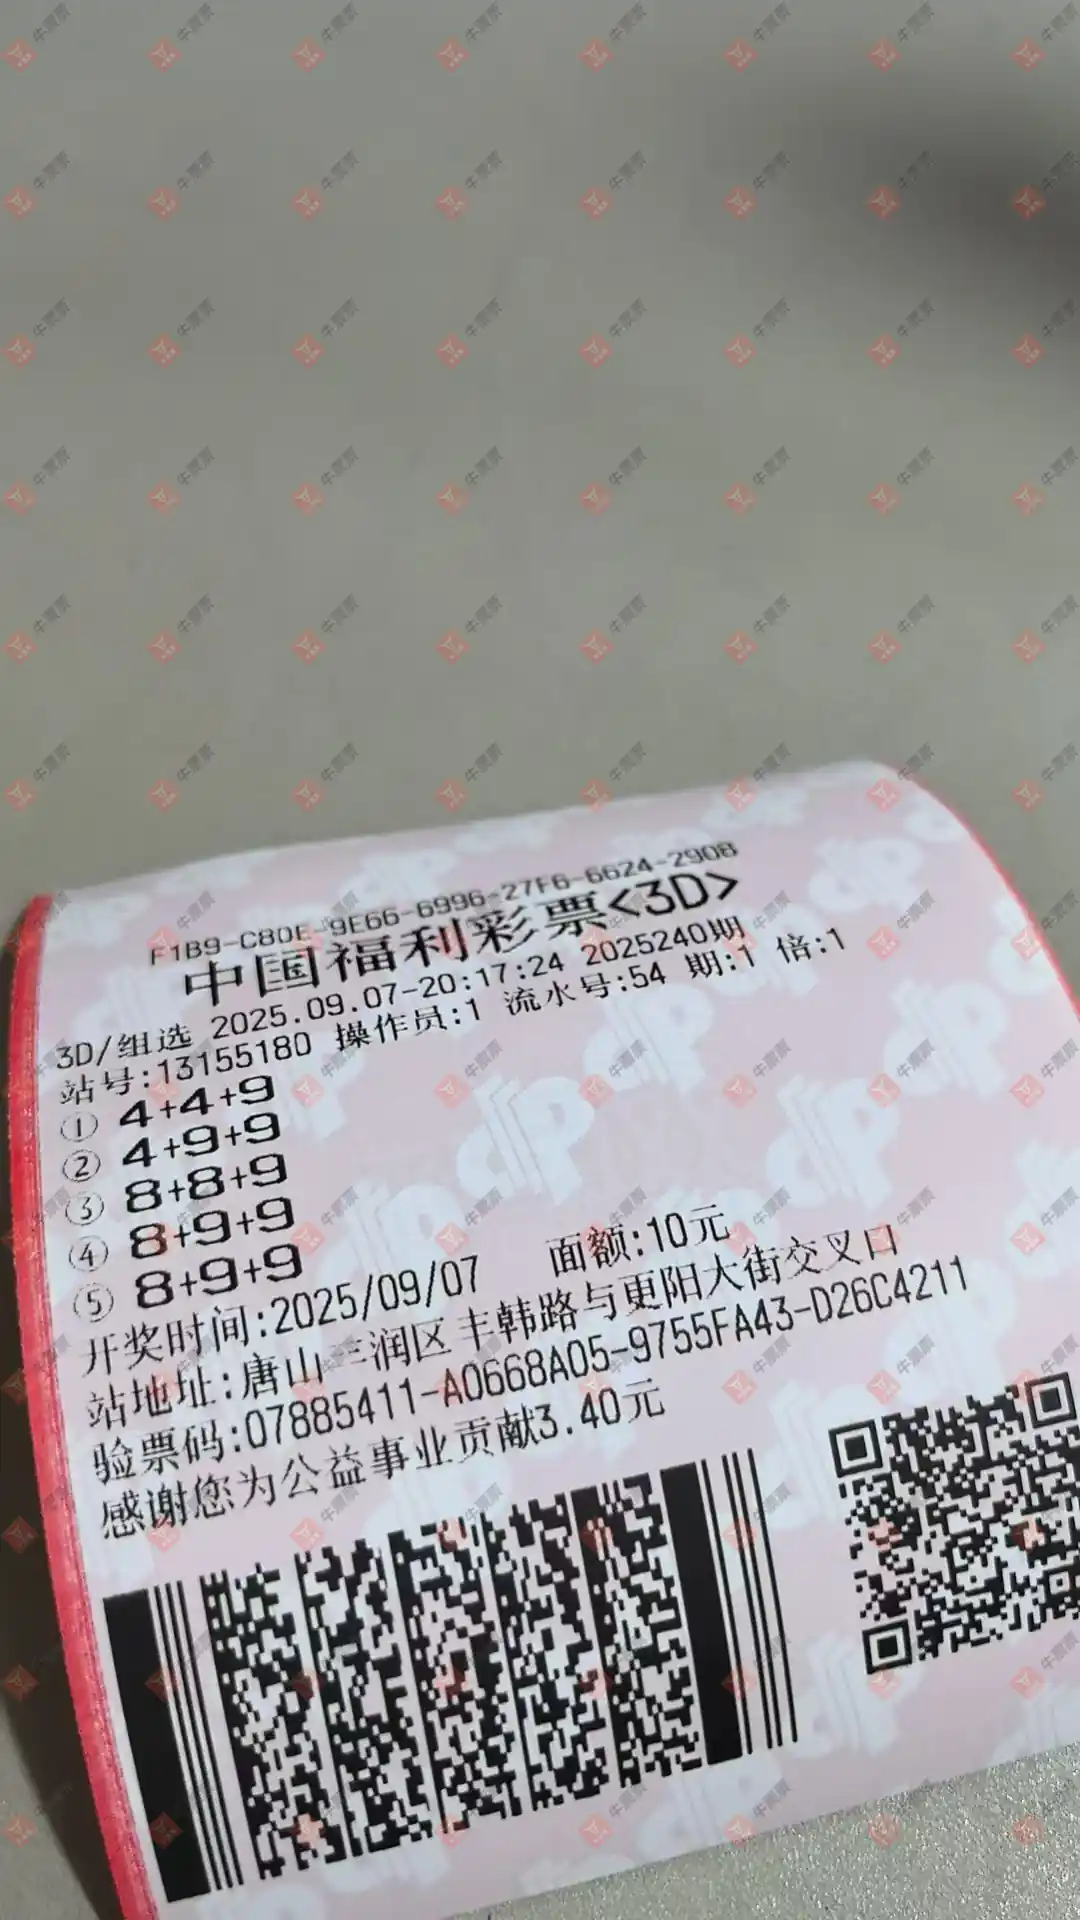 F1B9-C80E-9E66-6996-27F6-6624-2908
中国福利彩票<3D>
3D/组选 2025.09.07-20:17:24 2025240期
站号:13155180 操作员:1 流水号:54 期:1 倍:1
① 4+4+9
② 4+9+9
③ 8+8+9
④ 8+9+9
⑤ 8+9+9
开奖时间:2025/09/07 面额:10元
站地址:唐山三润区丰韩路与更阳大街交叉口
验票码:07885411-A0668A05-9755FA43-D26C4211
感谢您为公益事业贡献3.40元